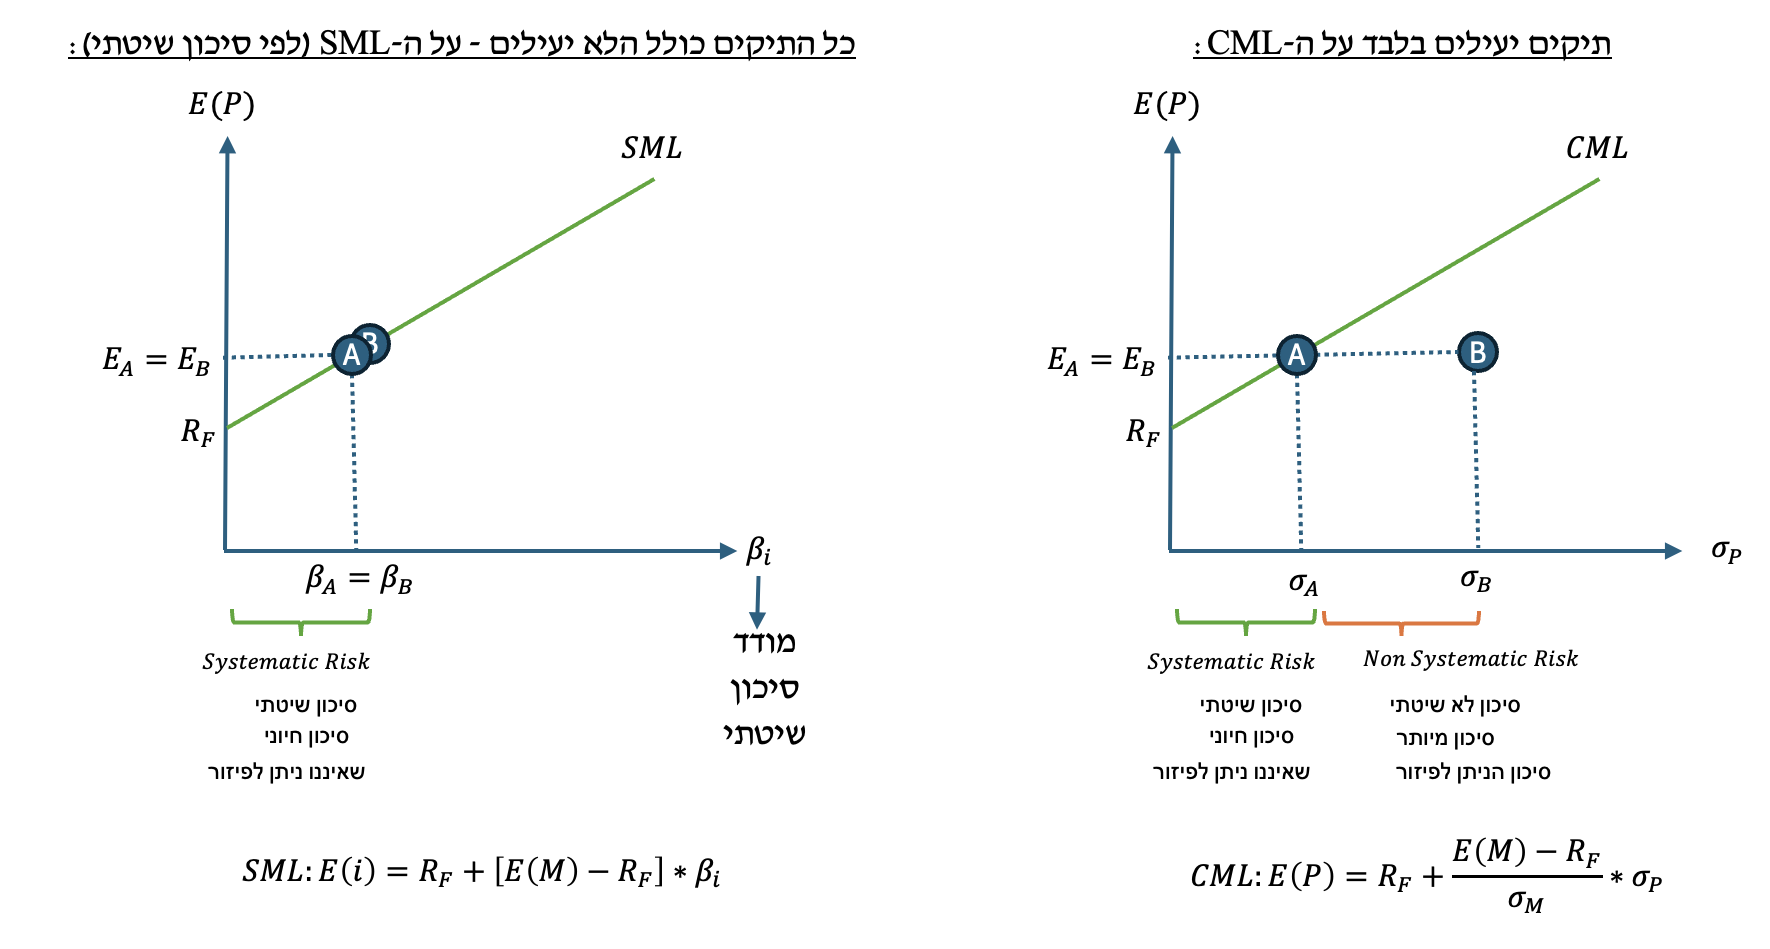 תיקים יעילים בלבד על ה-CML:
E(P)
CML
A
B
E_A = E_B
R_F
σ_P
σ_A
σ_B
Systematic Risk
סיכון שיטתי
סיכון חיוני
שאיננו ניתן לפיזור
Non Systematic Risk
סיכון לא שיטתי
סיכון מיותר
סיכון הניתן לפיזור
CML: E(P) = R_F + \frac{E(M) − R_F}{σ_M} * σ_P
כל התיקים כולל הלא יעילים - על ה-SML (לפי סיכון שיטתי):
E(P)
SML
A
B
E_A = E_B
R_F
β_i
β_A = β_B
מודד
סיכון
שיטתי
Systematic Risk
סיכון שיטתי
סיכון חיוני
שאיננו ניתן לפיזור
SML: E(i) = R_F + [E(M) − R_F] * β_i